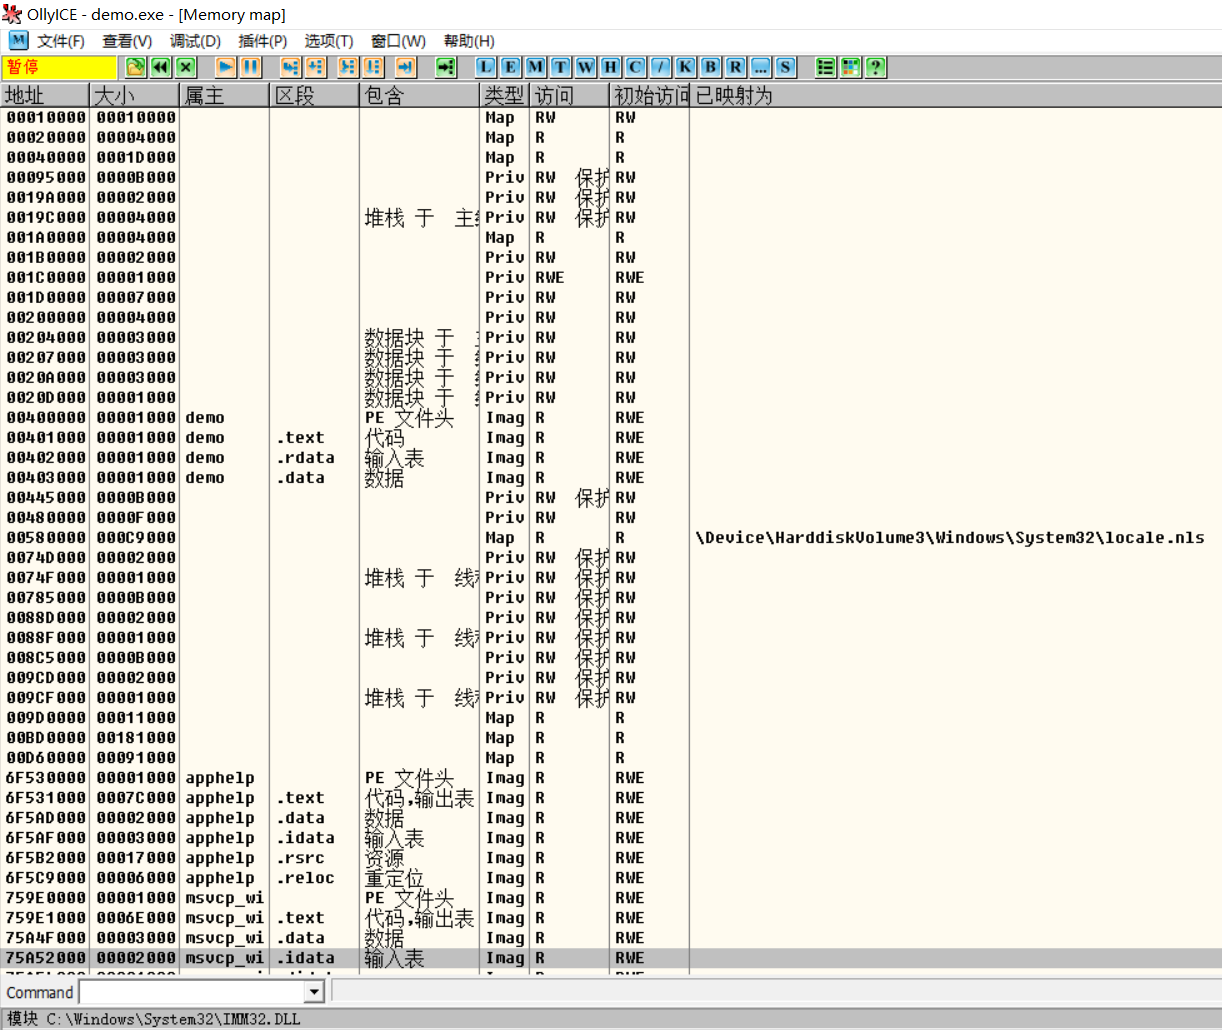 OllyICE - demo.exe - [Memory map]
M 文件(F) 查看(V) 调试(D) 插件(P) 选项(T) 窗口(W) 帮助(H)
暂停 L E M T W H C / K B R ... S ?
地址 大小 属主 区段 包含 类型 访问 初始访问 已映射为
00010000 00010000 Map RW RW
00020000 00004000 Map R R
00040000 0001D000 Map R R
00095000 0000B000 Priv RW 保护 RW
0019A000 00002000 Priv RW 保护 RW
0019C000 00004000 堆栈 于 主 Priv RW 保护 RW
001A0000 00004000 Map R R
001B0000 00002000 Priv RW RW
001C0000 00001000 Priv RWE RWE
001D0000 00007000 Priv RW RW
00200000 00004000 Priv RW RW
00204000 00003000 数据块 于 Priv RW RW
00207000 00003000 数据块 于 Priv RW RW
0020A000 00003000 数据块 于 Priv RW RW
0020D000 00001000 数据块 于 Priv RW RW
00400000 00001000 demo PE 文件头 Imag R RWE
00401000 00001000 demo .text 代码 Imag R RWE
00402000 00001000 demo .rdata 输入表 Imag R RWE
00403000 00001000 demo .data 数据 Imag R RWE
00445000 0000B000 Priv RW 保护 RW
00480000 0000F000 Priv RW RW
00580000 000C9000 Map R R \Device\HarddiskVolume3\Windows\System32\locale.nls
0074D000 00002000 Priv RW 保护 RW
0074F000 00001000 堆栈 于 线 Priv RW 保护 RW
00785000 0000B000 Priv RW 保护 RW
0088D000 00002000 Priv RW 保护 RW
0088F000 00001000 堆栈 于 线 Priv RW 保护 RW
008C5000 0000B000 Priv RW 保护 RW
009CD000 00002000 Priv RW 保护 RW
009CF000 00001000 堆栈 于 线 Priv RW 保护 RW
009D0000 00011000 Map R R
00BD0000 00181000 Map R R
00D60000 00091000 Map R R
6F530000 00001000 apphelp PE 文件头 Imag R RWE
6F531000 0007C000 apphelp .text 代码,输出表 Imag R RWE
6F5AD000 00002000 apphelp .data 数据 Imag R RWE
6F5AF000 00003000 apphelp .idata 输入表 Imag R RWE
6F5B2000 00017000 apphelp .rsrc 资源 Imag R RWE
6F5C9000 00006000 apphelp .reloc 重定位 Imag R RWE
759E0000 00001000 msvcp_wi PE 文件头 Imag R RWE
759E1000 0006E000 msvcp_wi .text 代码,输出表 Imag R RWE
75A4F000 00003000 msvcp_wi .data 数据 Imag R RWE
75A52000 00002000 msvcp_wi .idata 输入表 Imag R RWE
Command
模块 C:\Windows\System32\IMM32.DLL